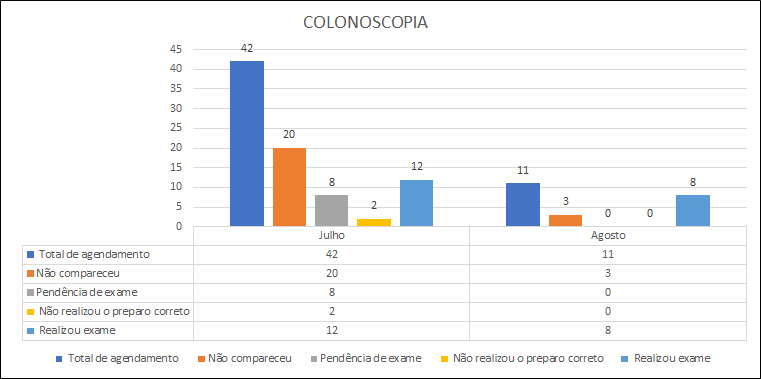 COLONOSCOPIA
45
40
35
30
25
20
15
10
5
0
42
20
8
2
12
11
3
0
0
8
Julho Agosto
Total de agendamento 42 11
Não compareceu 20 3
Pendência de exame 8 0
Não realizou o preparo correto 2 0
Realizou exame 12 8
Total de agendamento Não compareceu Pendência de exame Não realizou o preparo correto Realizou exame